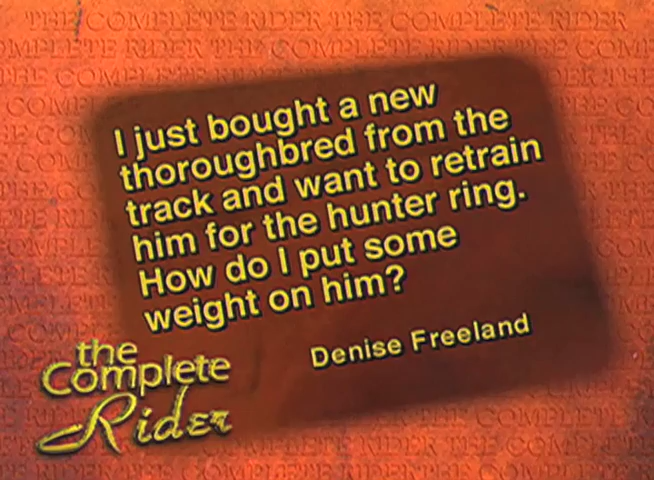 I just bought a new
thoroughbred from the
track and want to retrain
him for the hunter ring.
How do I put some
weight on him?
Denise Freeland
the
Complete
Rider